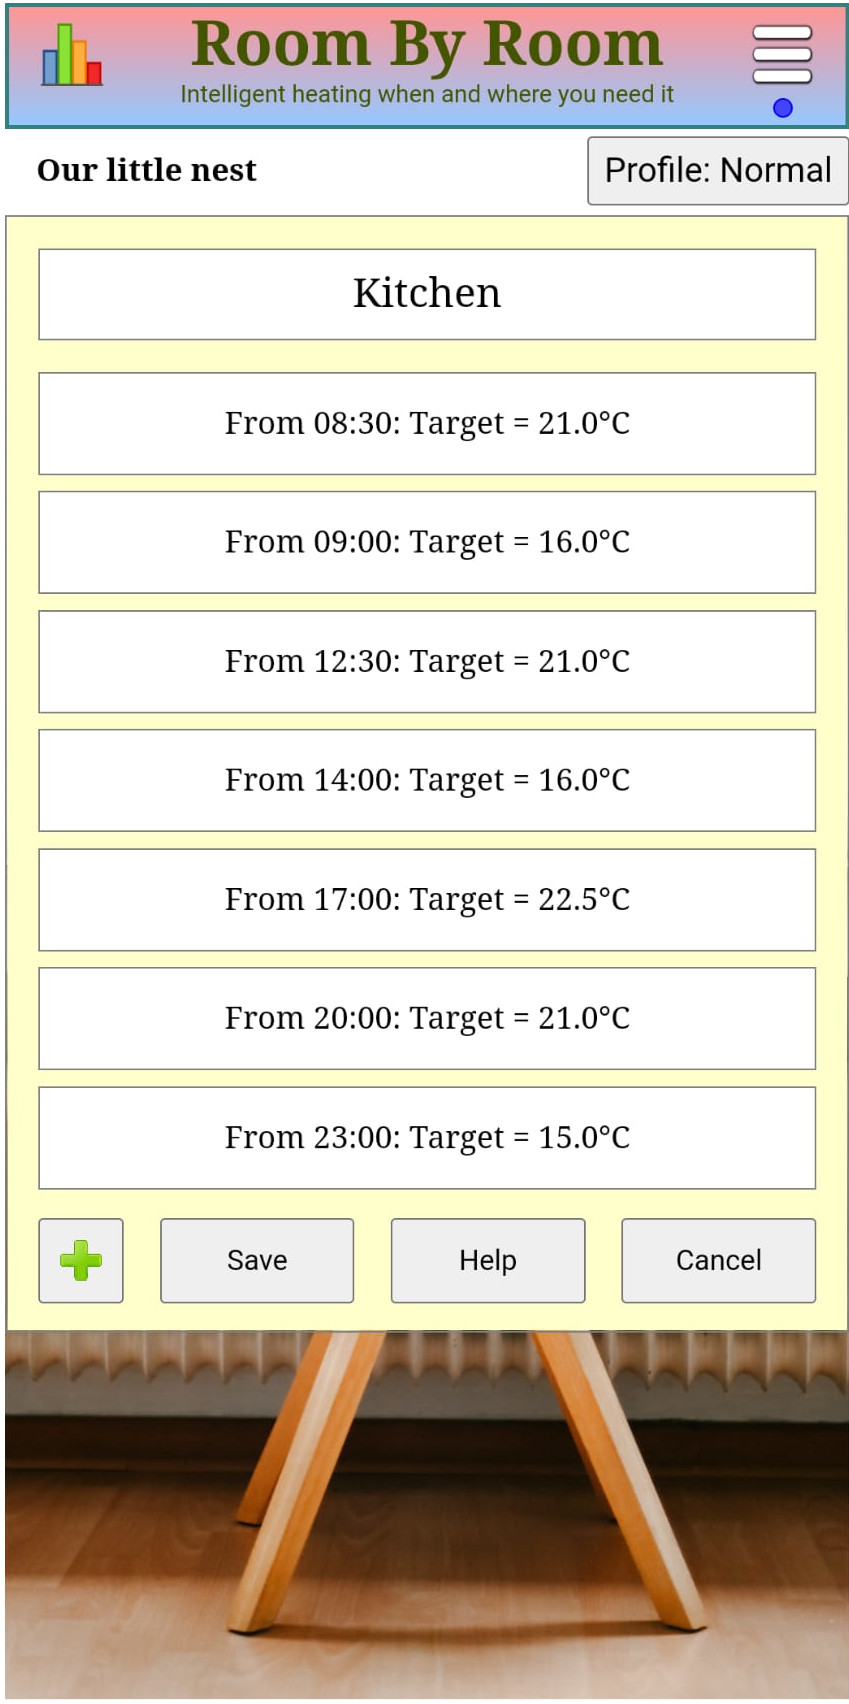 Room By Room
Intelligent heating when and where you need it
Our little nest
Profile: Normal
Kitchen
From 08:30: Target = 21.0°C
From 09:00: Target = 16.0°C
From 12:30: Target = 21.0°C
From 14:00: Target = 16.0°C
From 17:00: Target = 22.5°C
From 20:00: Target = 21.0°C
From 23:00: Target = 15.0°C
Save
Help
Cancel